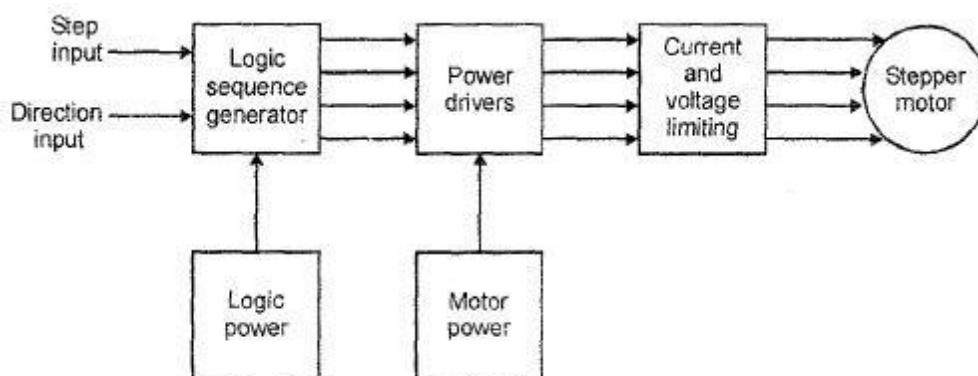 Step
input
Direction
input
Logic
sequence
generator
Power
drivers
Current
and
voltage
limiting
Stepper
motor
Logic
power
Motor
power